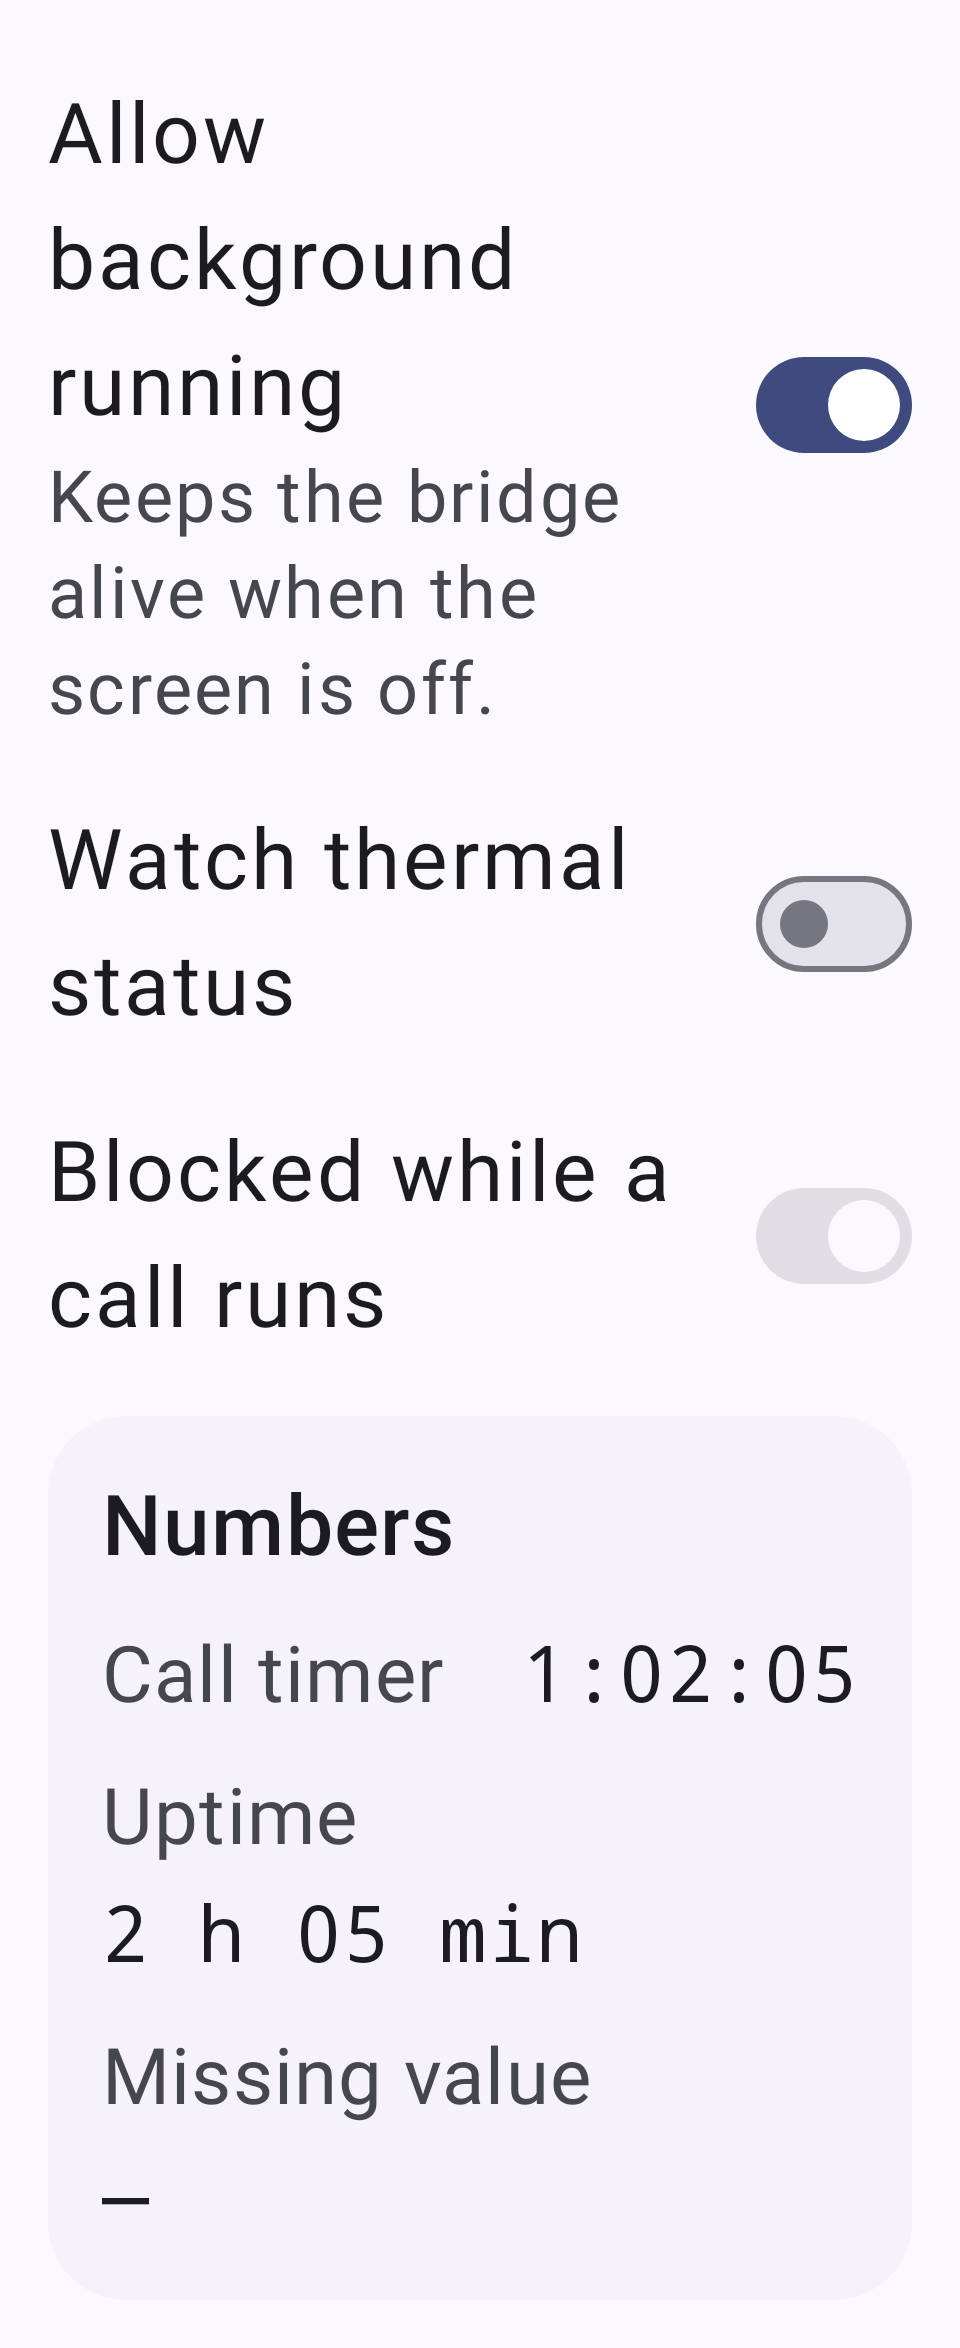 Allow
background
running
Keeps the bridge
alive when the
screen is off.
Watch thermal
status
Blocked while a
call runs
Numbers
Call timer 1:02:05
Uptime
2 h 05 min
Missing value
—